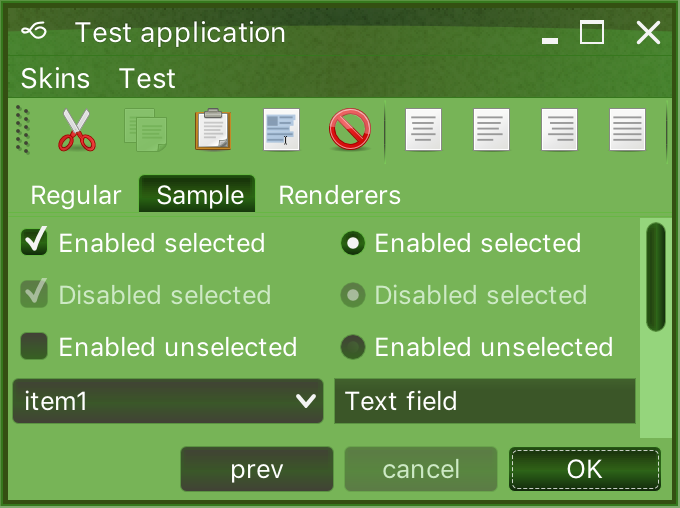 Test application
Skins Test
Regular Sample Renderers
Enabled selected Enabled selected
Disabled selected Disabled selected
Enabled unselected Enabled unselected
item1 Text field
prev cancel OK